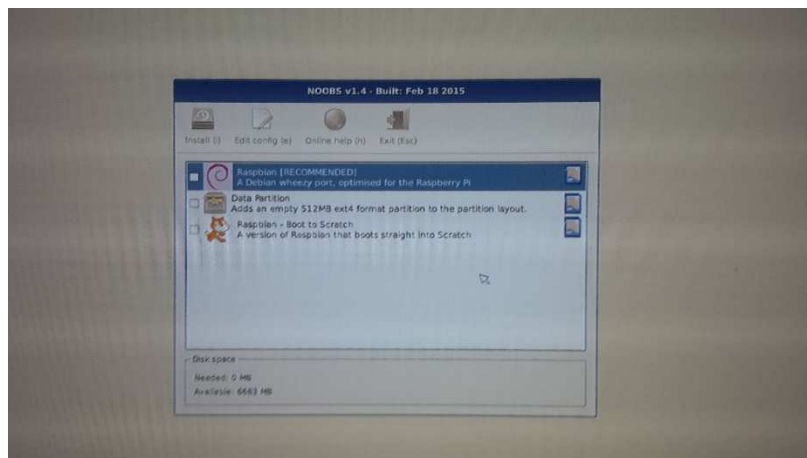 NOOBS v1.4 - Built: Feb 18 2015
Install (i) Edit config (e) Online help (h) Exit (Esc)
Raspbian [RECOMMENDED]
A Debian wheezy port, optimised for the Raspberry Pi
Data Partition
Adds an empty 512MB ext4 format partition to the partition layout.
Raspbian - Boot to Scratch
A version of Raspbian that boots straight into Scratch
Disk space
Needed: 0 MB
Available: 6663 MB